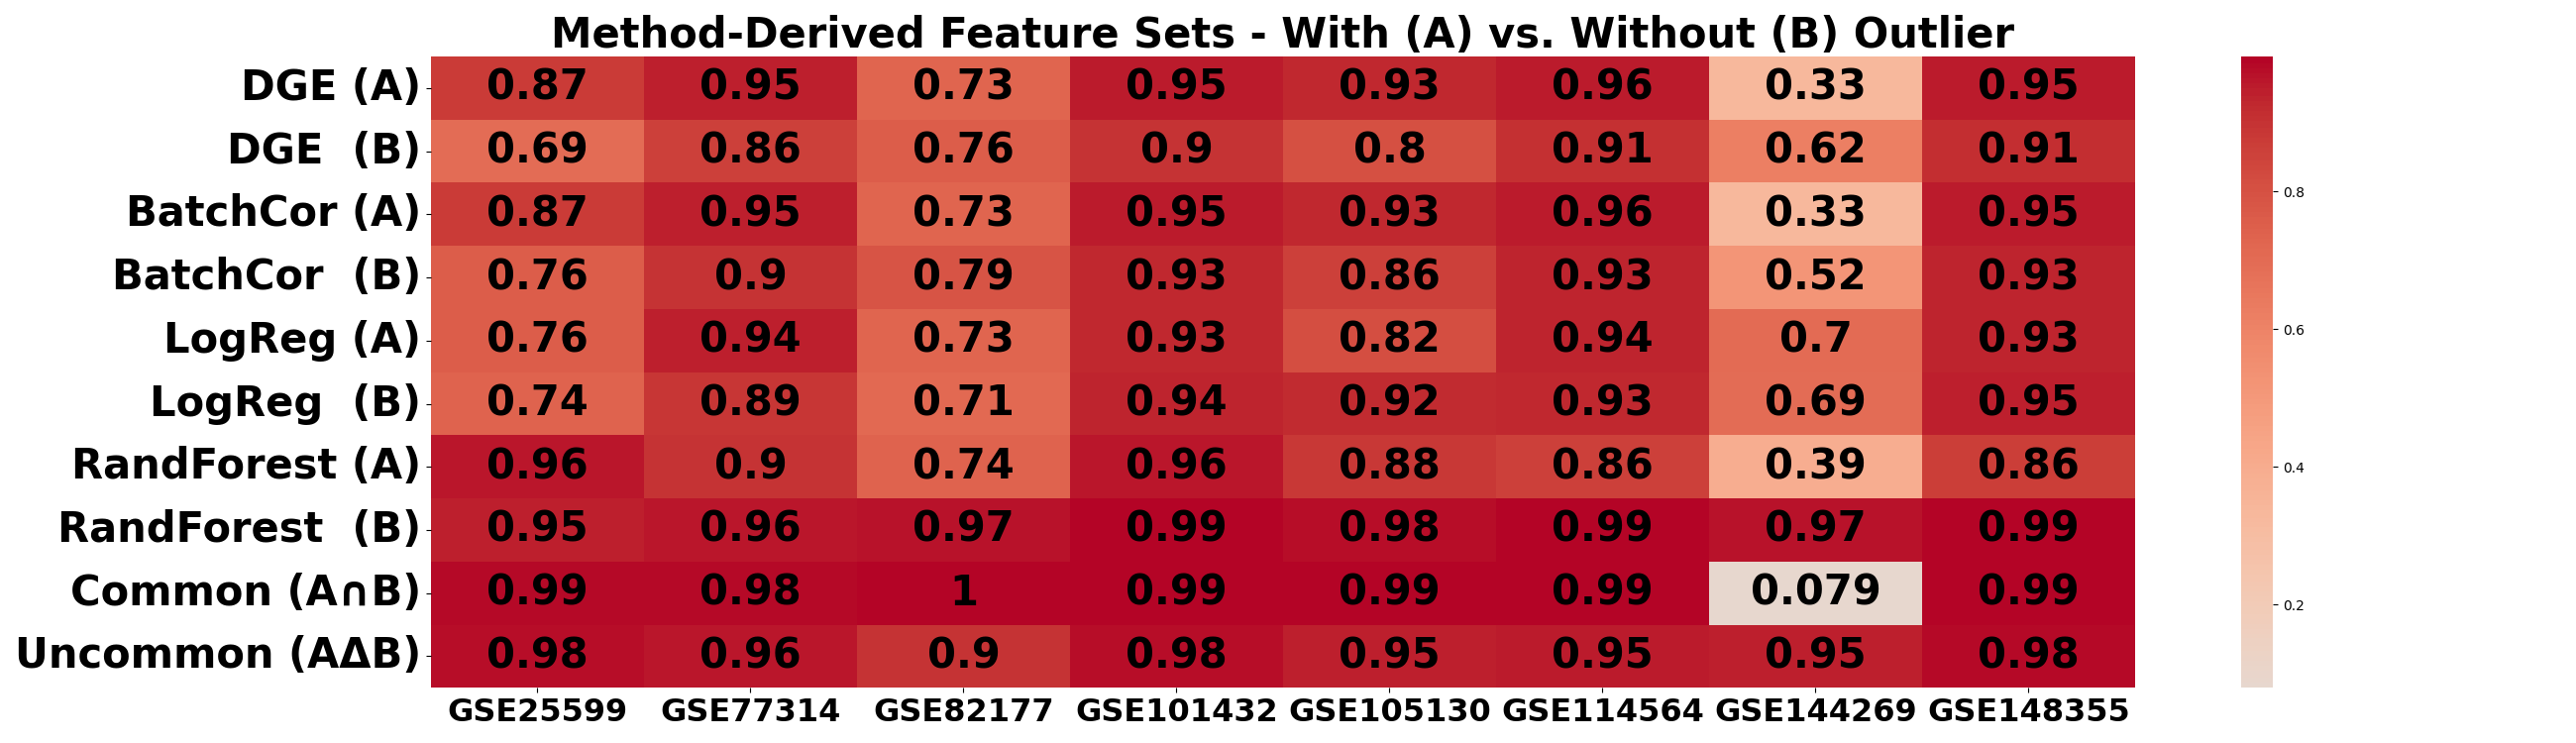 Method-Derived Feature Sets - With (A) vs. Without (B) Outlier
DGE (A) 0.87 0.95 0.73 0.95 0.93 0.96 0.33 0.95
DGE (B) 0.69 0.86 0.76 0.9 0.8 0.91 0.62 0.91
BatchCor (A) 0.87 0.95 0.73 0.95 0.93 0.96 0.33 0.95
BatchCor (B) 0.76 0.9 0.79 0.93 0.86 0.93 0.52 0.93
LogReg (A) 0.76 0.94 0.73 0.93 0.82 0.94 0.7 0.93
LogReg (B) 0.74 0.89 0.71 0.94 0.92 0.93 0.69 0.95
RandForest (A) 0.96 0.9 0.74 0.96 0.88 0.86 0.39 0.86
RandForest (B) 0.95 0.96 0.97 0.99 0.98 0.99 0.97 0.99
Common (A∩B) 0.99 0.98 1 0.99 0.99 0.99 0.079 0.99
Uncommon (AΔB) 0.98 0.96 0.9 0.98 0.95 0.95 0.95 0.98
GSE25599 GSE77314 GSE82177 GSE101432 GSE105130 GSE114564 GSE144269 GSE148355
0.8
0.6
0.4
0.2